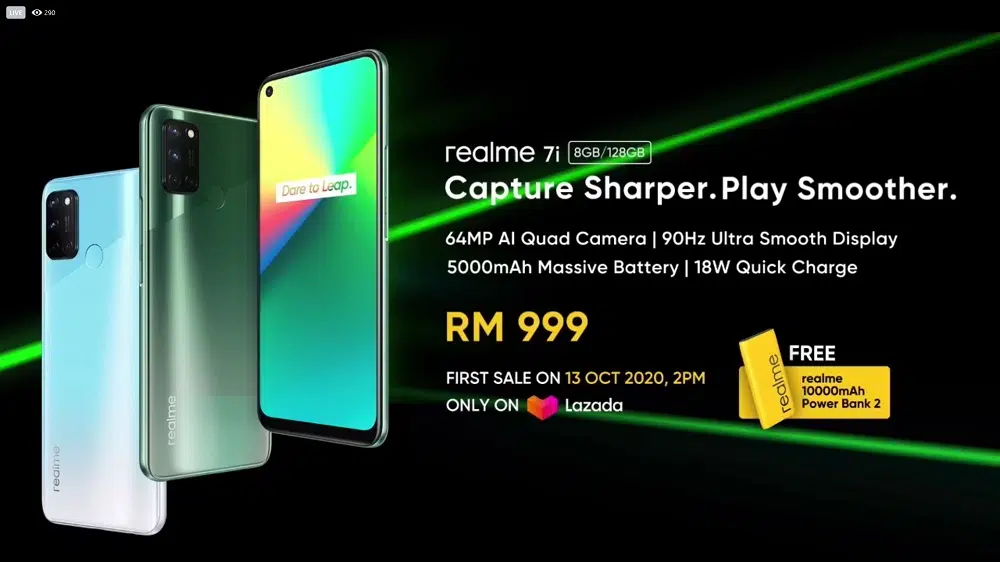 LIVE 290
realme 7i 8GB/128GB
Capture Sharper. Play Smoother.
64MP AI Quad Camera | 90Hz Ultra Smooth Display
5000mAh Massive Battery | 18W Quick Charge
RM 999
FIRST SALE ON 13 OCT 2020, 2PM
ONLY ON Lazada
FREE
realme
10000mAh
Power Bank 2
realme
Dare to Leap.
realme
realme